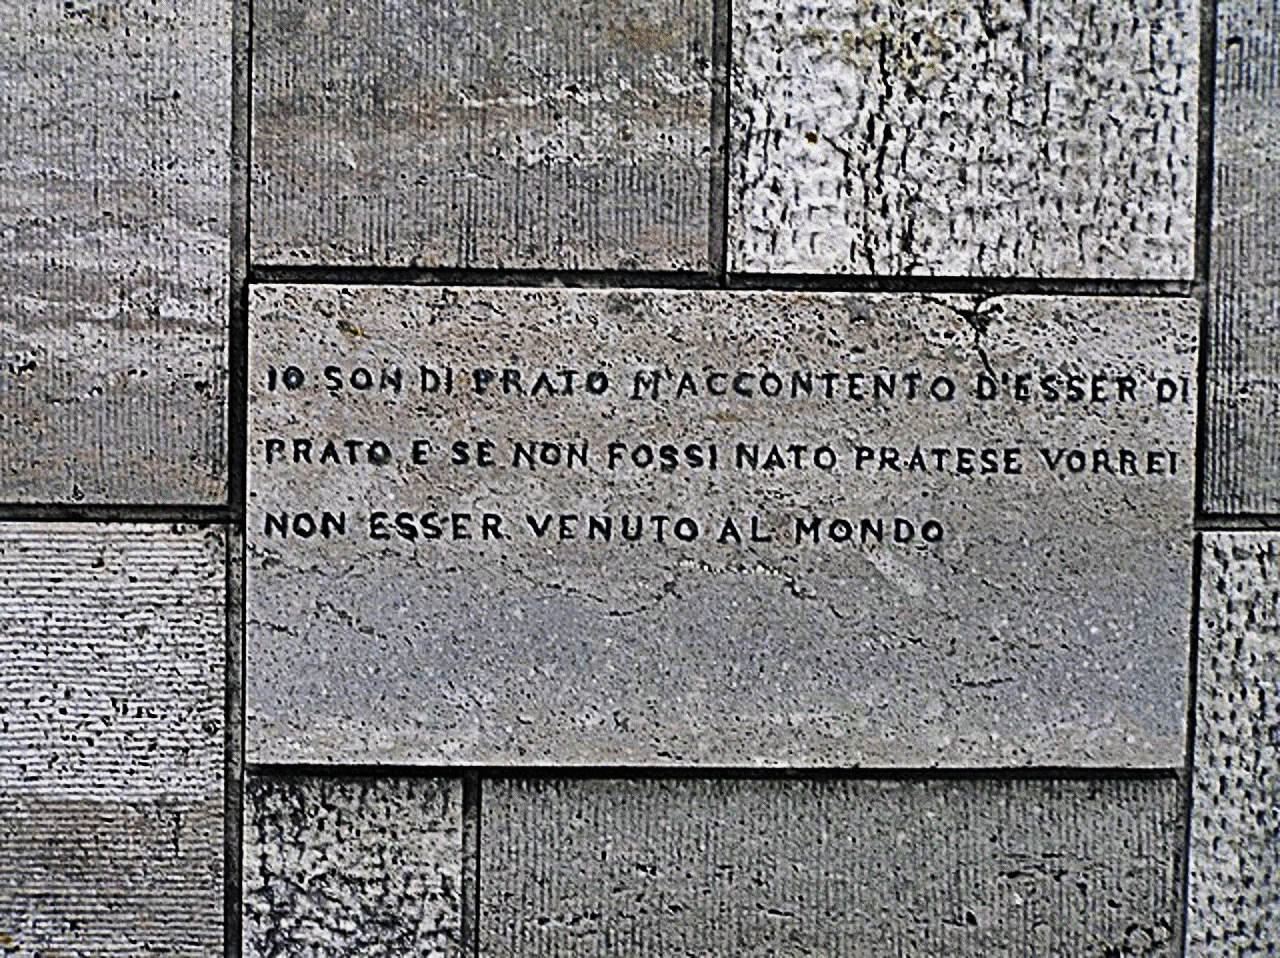 IO SON DI PRATO M'ACCONTENTO D'ESSER DI
PRATO E SE NON FOSSI NATO PRATESE VORREI
NON ESSER VENUTO AL MONDO